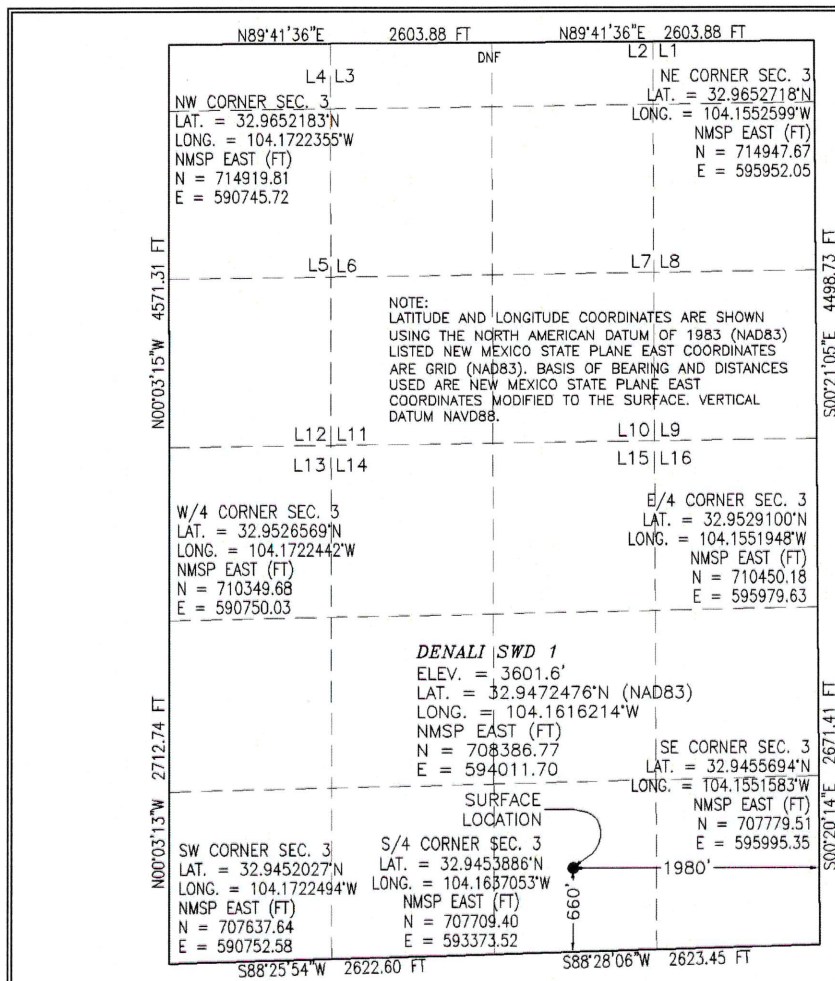 N89°41'36"E 2603.88 FT N89°41'36"E 2603.88 FT
DNF
L2 L1
L4 L3
NW CORNER SEC. 3
LAT. = 32.9652183°N
LONG. = 104.1722355°W
NMSP EAST (FT)
N = 714919.81
E = 590745.72
NE CORNER SEC. 3
LAT. = 32.9652718°N
LONG. = 104.1552599°W
NMSP EAST (FT)
N = 714947.67
E = 595952.05
N00°03'15"W 4571.31 FT
S00°21'05"E 4498.73 FT
L5 L6
L7 L8
NOTE:
LATITUDE AND LONGITUDE COORDINATES ARE SHOWN
USING THE NORTH AMERICAN DATUM OF 1983 (NAD83)
LISTED NEW MEXICO STATE PLANE EAST COORDINATES
ARE GRID (NAD83). BASIS OF BEARING AND DISTANCES
USED ARE NEW MEXICO STATE PLANE EAST
COORDINATES MODIFIED TO THE SURFACE. VERTICAL
DATUM NAVD88.
L12 L11
L10 L9
L13 L14
L15 L16
W/4 CORNER SEC. 3
LAT. = 32.9526569°N
LONG. = 104.1722442°W
NMSP EAST (FT)
N = 710349.68
E = 590750.03
E/4 CORNER SEC. 3
LAT. = 32.9529100°N
LONG. = 104.1551948°W
NMSP EAST (FT)
N = 710450.18
E = 595979.63
DENALI SWD 1
ELEV. = 3601.6'
LAT. = 32.9472476°N (NAD83)
LONG. = 104.1616214°W
NMSP EAST (FT)
N = 708386.77
E = 594011.70
N00°03'13"W 2712.74 FT
S00°20'14"E 2671.41 FT
SE CORNER SEC. 3
LAT. = 32.9455694°N
LONG. = 104.1551583°W
NMSP EAST (FT)
N = 707779.51
E = 595995.35
SURFACE
LOCATION
1980'
660'
SW CORNER SEC. 3
LAT. = 32.9452027°N
LONG. = 104.1722494°W
NMSP EAST (FT)
N = 707637.64
E = 590752.58
S/4 CORNER SEC. 3
LAT. = 32.9453886°N
LONG. = 104.1637053°W
NMSP EAST (FT)
N = 707709.40
E = 593373.52
S88°25'54"W 2622.60 FT S88°28'06"W 2623.45 FT